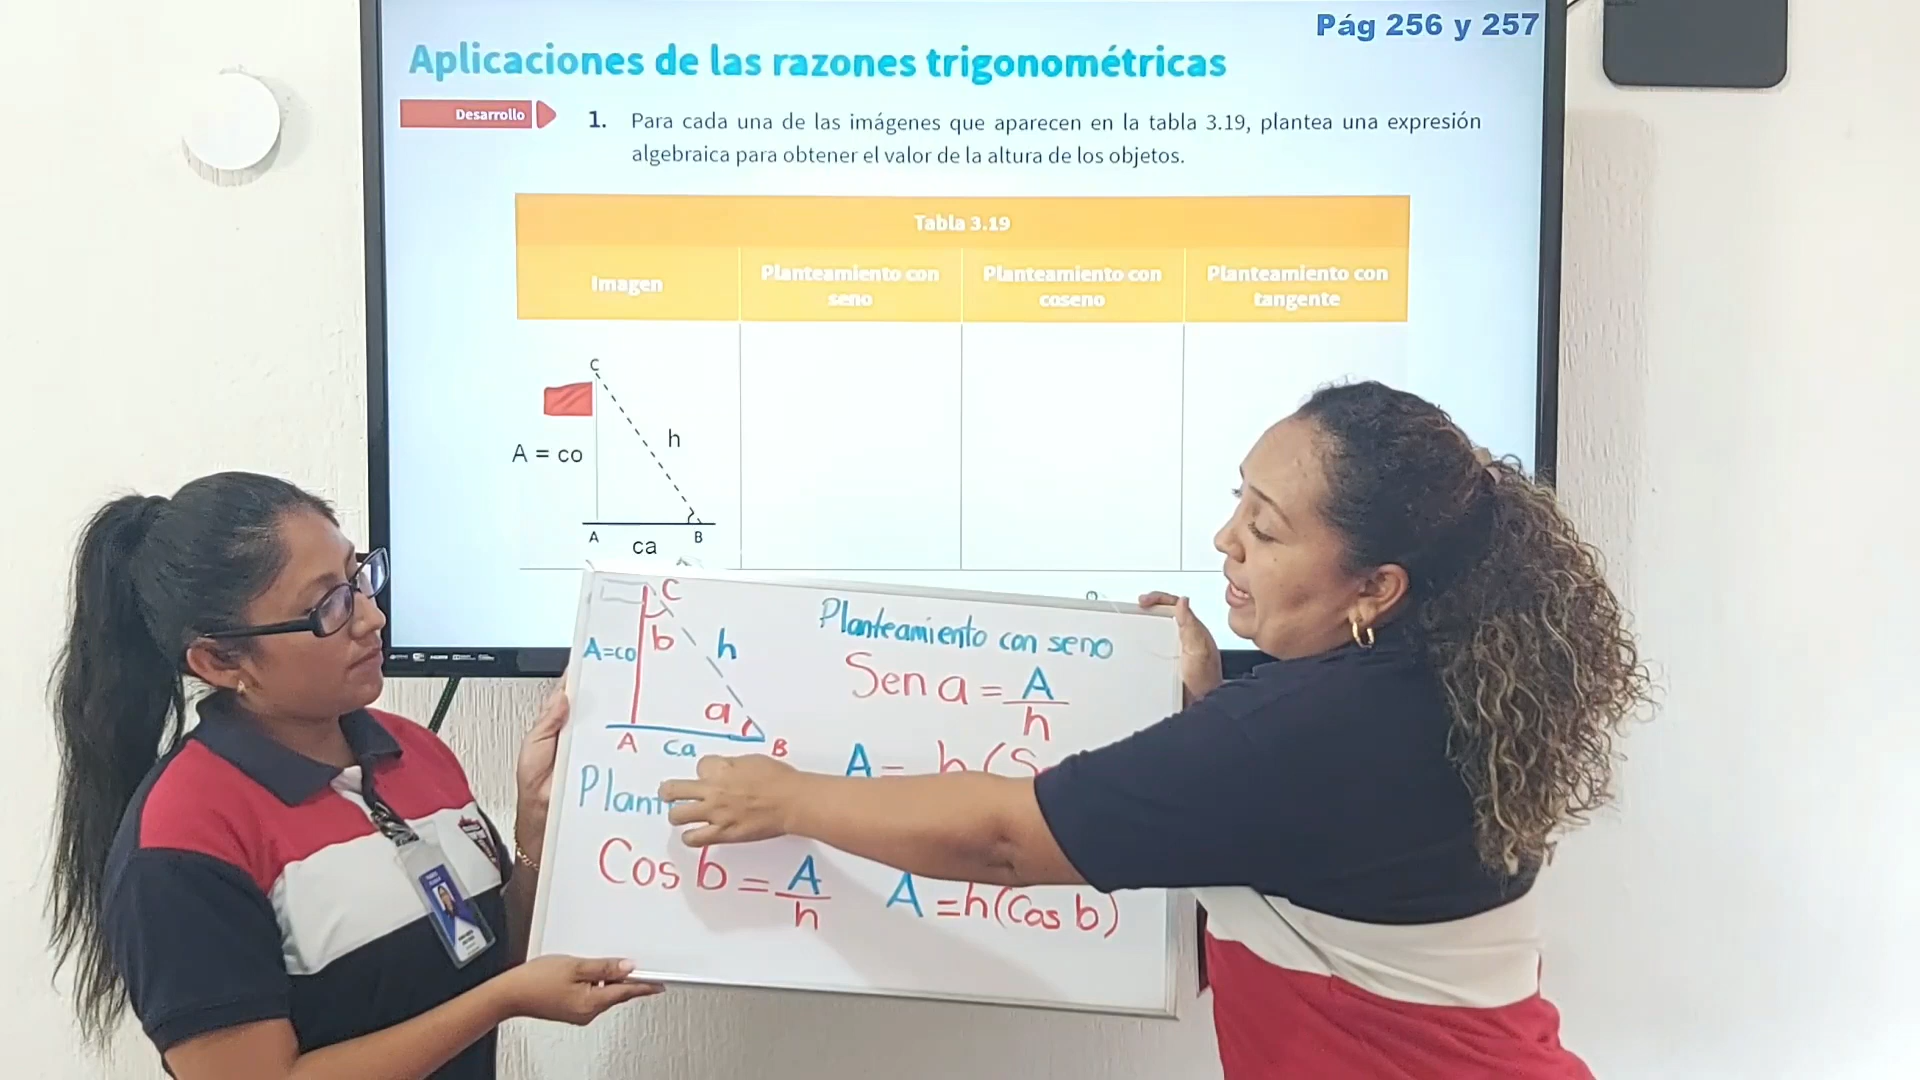 Pág 256 y 257
Aplicaciones de las razones trigonométricas
Desarrollo
1. Para cada una de las imágenes que aparecen en la tabla 3.19, plantea una expresión
algebraica para obtener el valor de la altura de los objetos.
Tabla 3.19
Imagen
Planteamiento con
seno
Planteamiento con
coseno
Planteamiento con
tangente
C
h
A = co
A
B
ca
C
A=co
b
h
a
A
ca
B
Planteamiento con seno
Sen a = A
h
A = h(S
Plant
Cos b = A
h
A = h(Cos b)